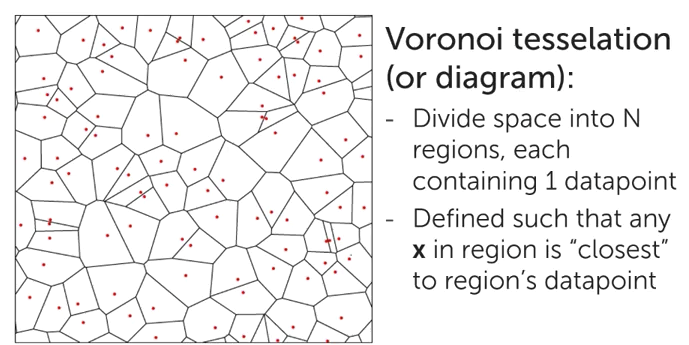 Voronoi tesselation
(or diagram):
- Divide space into N
regions, each
containing 1 datapoint
- Defined such that any
x in region is “closest”
to region’s datapoint